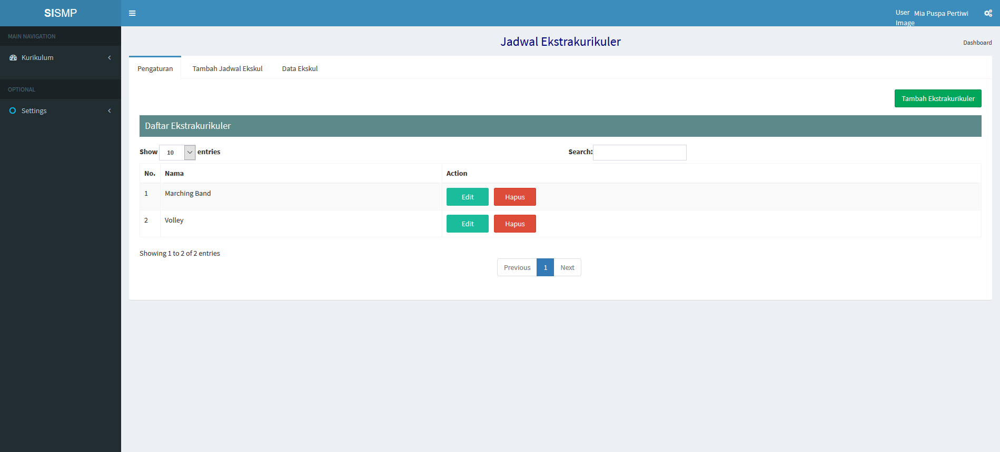 SISMP
User Image
Mia Puspa Pertiwi
MAIN NAVIGATION
Kurikulum
OPTIONAL
Settings
Jadwal Ekstrakurikuler
Dashboard
Pengaturan
Tambah Jadwal Ekskul
Data Ekskul
Tambah Ekstrakurikuler
Daftar Ekstrakurikuler
Show 10 entries
Search:
No. Nama Action
1 Marching Band Edit Hapus
2 Volley Edit Hapus
Showing 1 to 2 of 2 entries
Previous 1 Next